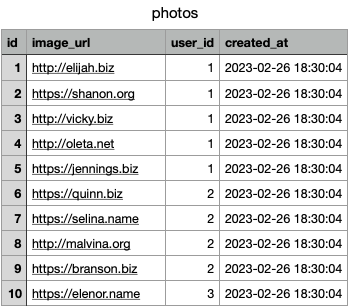 photos
id image_url user_id created_at
1 http://elijah.biz 1 2023-02-26 18:30:04
2 https://shanon.org 1 2023-02-26 18:30:04
3 http://vicky.biz 1 2023-02-26 18:30:04
4 http://oleta.net 1 2023-02-26 18:30:04
5 https://jennings.biz 1 2023-02-26 18:30:04
6 https://quinn.biz 2 2023-02-26 18:30:04
7 https://selina.name 2 2023-02-26 18:30:04
8 http://malvina.org 2 2023-02-26 18:30:04
9 https://branson.biz 2 2023-02-26 18:30:04
10 https://elenor.name 3 2023-02-26 18:30:04